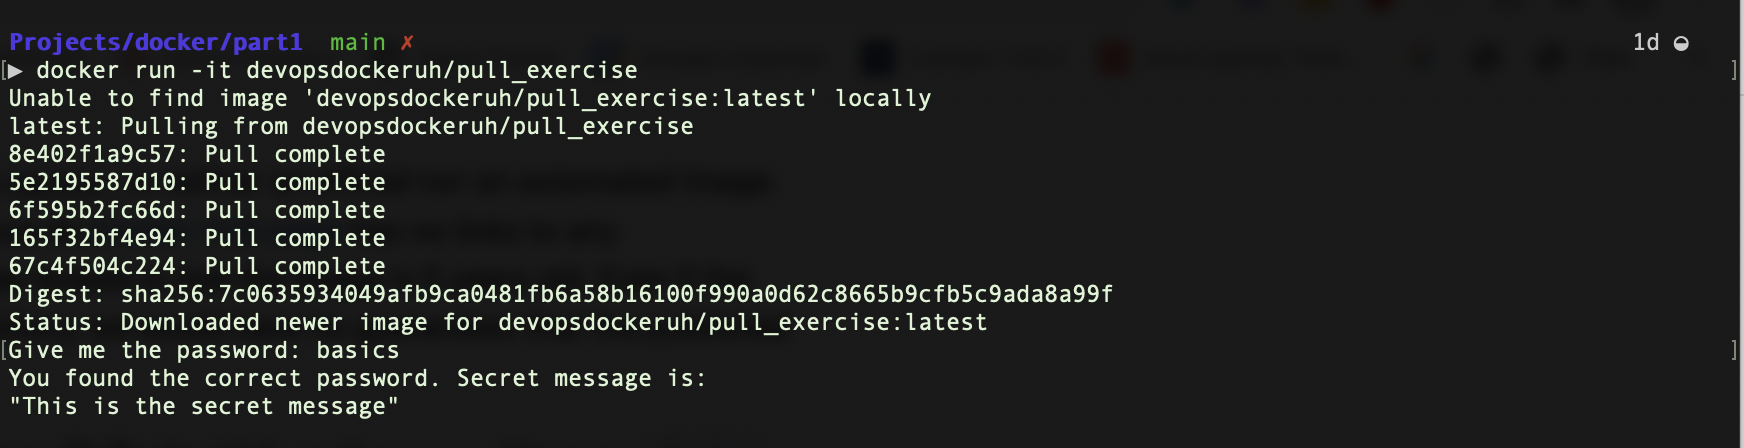 Projects/docker/part1 main ✗ 1d ◒
[▶ docker run -it devopsdockeruh/pull_exercise ]
Unable to find image 'devopsdockeruh/pull_exercise:latest' locally
latest: Pulling from devopsdockeruh/pull_exercise
8e402f1a9c57: Pull complete
5e2195587d10: Pull complete
6f595b2fc66d: Pull complete
165f32bf4e94: Pull complete
67c4f504c224: Pull complete
Digest: sha256:7c0635934049afb9ca0481fb6a58b16100f990a0d62c8665b9cfb5c9ada8a99f
Status: Downloaded newer image for devopsdockeruh/pull_exercise:latest
[Give me the password: basics ]
You found the correct password. Secret message is:
"This is the secret message"